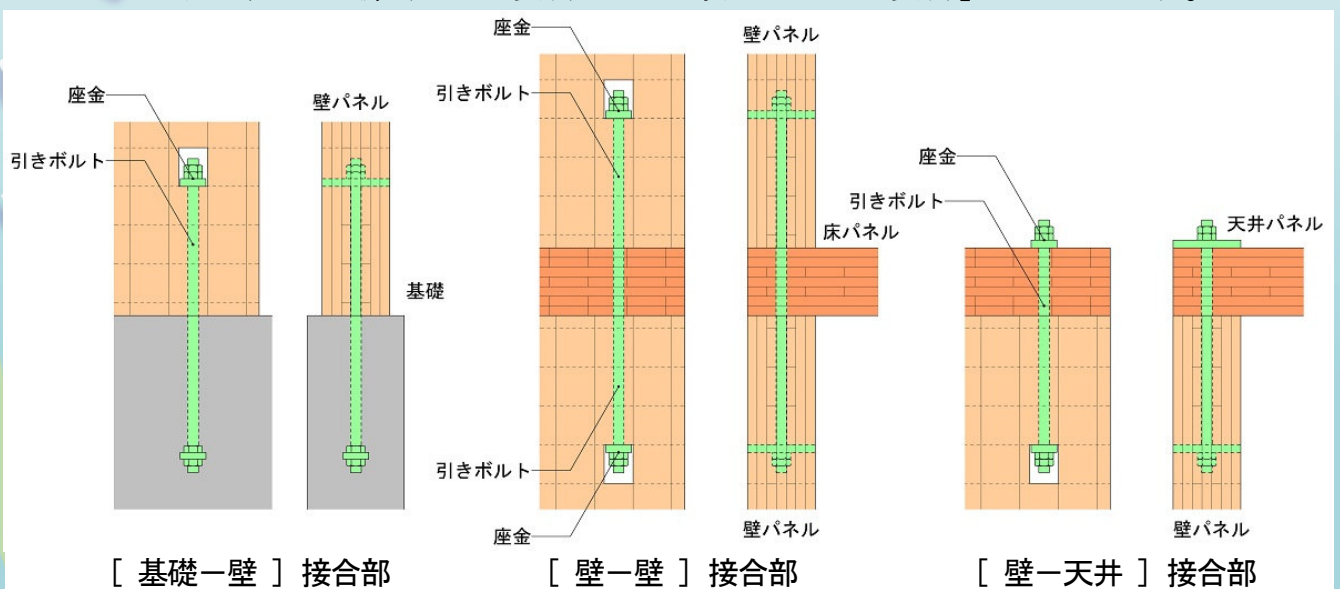 座金
壁パネル
引きボルト
基礎
[ 基礎ー壁 ] 接合部
座金
壁パネル
引きボルト
床パネル
引きボルト
座金
壁パネル
[ 壁ー壁 ] 接合部
座金
引きボルト
天井パネル
壁パネル
[ 壁ー天井 ] 接合部